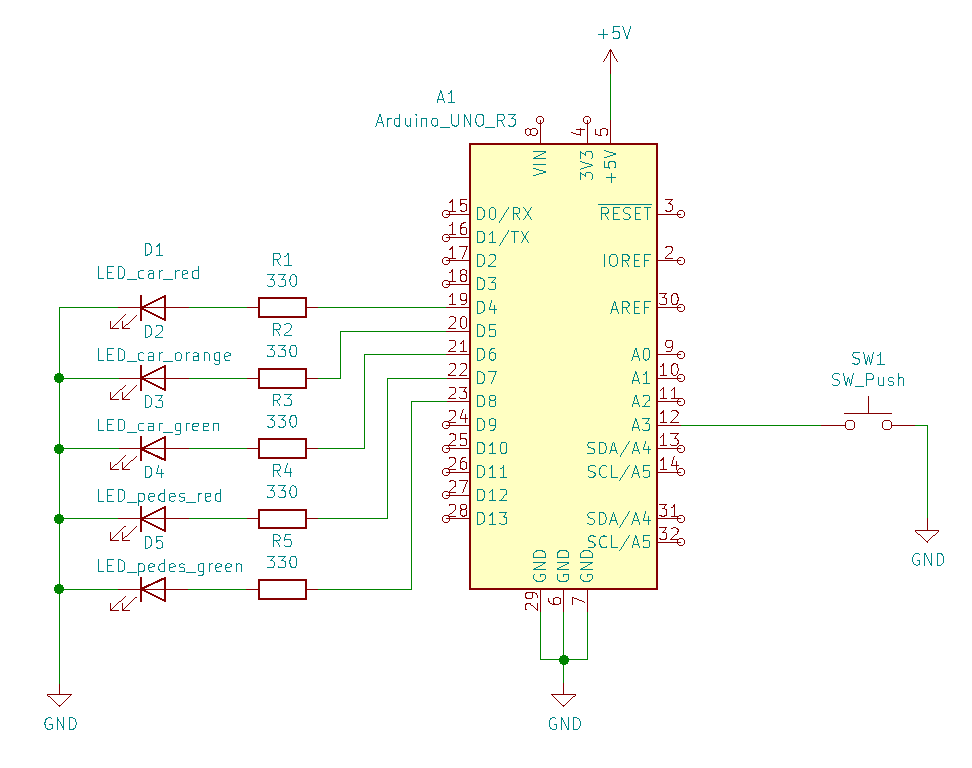 +5V
A1
Arduino_UNO_R3
8
4
5
VIN
3V3
+5V
15
D0/RX
RESET
3
16
D1/TX
17
D2
IOREF
2
18
D3
D1
LED_car_red
R1
330
19
D4
AREF
30
D2
LED_car_orange
R2
330
20
D5
21
D6
A0
9
22
D7
A1
10
D3
LED_car_green
R3
330
23
D8
A2
11
24
D9
A3
12
SW1
SW_Push
25
D10
SDA/A4
13
D4
LED_pedes_red
R4
330
26
D11
SCL/A5
14
27
D12
28
D13
SDA/A4
31
SCL/A5
32
D5
LED_pedes_green
R5
330
GND
GND
GND
29
6
7
GND
GND
GND